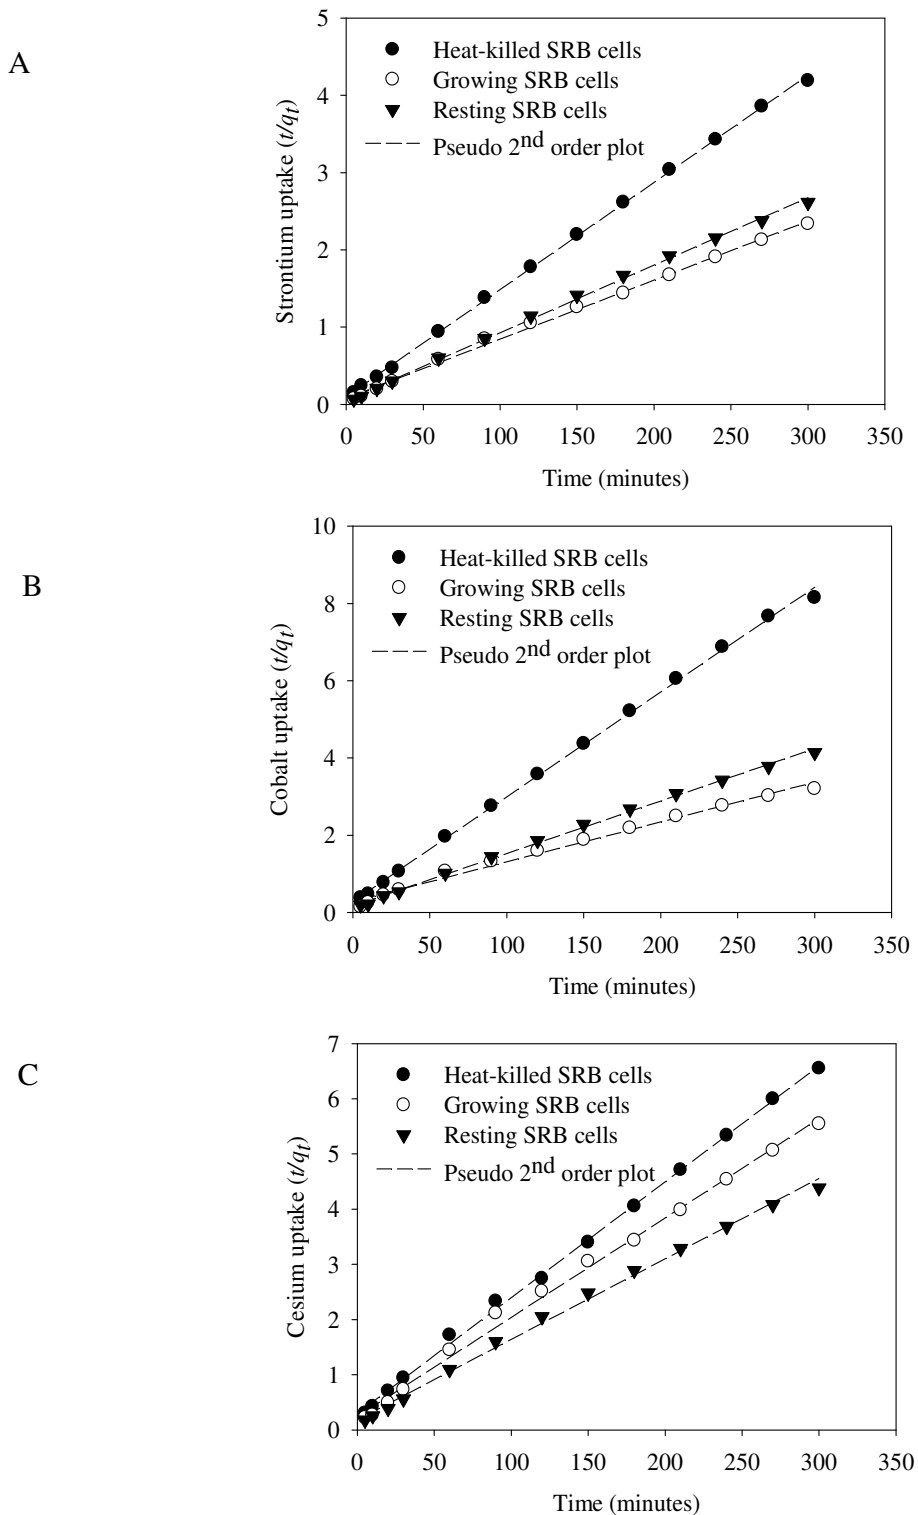 A
5
4
3
2
1
0
Strontium uptake (t/qt)
Heat-killed SRB cells
Growing SRB cells
Resting SRB cells
Pseudo 2nd order plot
0 50 100 150 200 250 300 350
Time (minutes)
B
10
8
6
4
2
0
Cobalt uptake (t/qt)
Heat-killed SRB cells
Growing SRB cells
Resting SRB cells
Pseudo 2nd order plot
0 50 100 150 200 250 300 350
Time (minutes)
C
7
6
5
4
3
2
1
0
Cesium uptake (t/qt)
Heat-killed SRB cells
Growing SRB cells
Resting SRB cells
Pseudo 2nd order plot
0 50 100 150 200 250 300 350
Time (minutes)